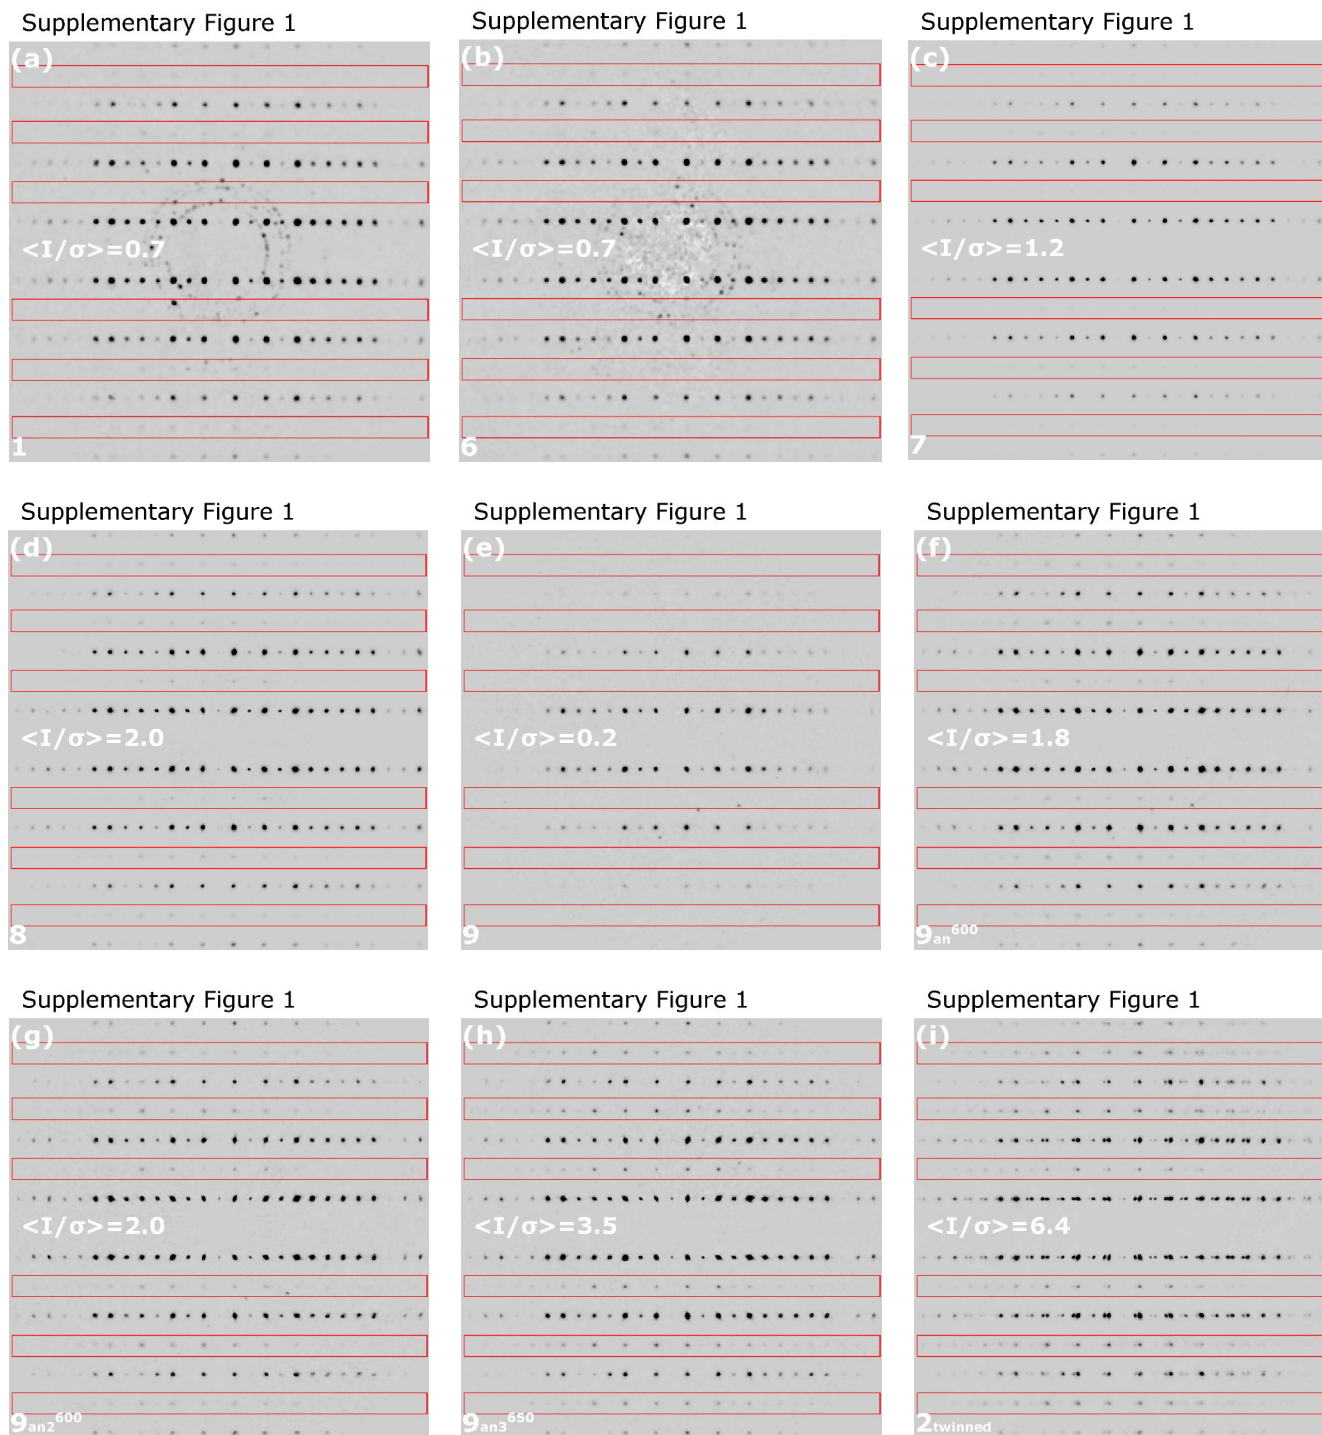 Supplementary Figure 1
(a)
<I/σ>=0.7
1
Supplementary Figure 1
(b)
<I/σ>=0.7
6
Supplementary Figure 1
(c)
<I/σ>=1.2
7
Supplementary Figure 1
(d)
<I/σ>=2.0
8
Supplementary Figure 1
(e)
<I/σ>=0.2
9
Supplementary Figure 1
(f)
<I/σ>=1.8
9an600
Supplementary Figure 1
(g)
<I/σ>=2.0
9an2600
Supplementary Figure 1
(h)
<I/σ>=3.5
9an3650
Supplementary Figure 1
(i)
<I/σ>=6.4
2twinned